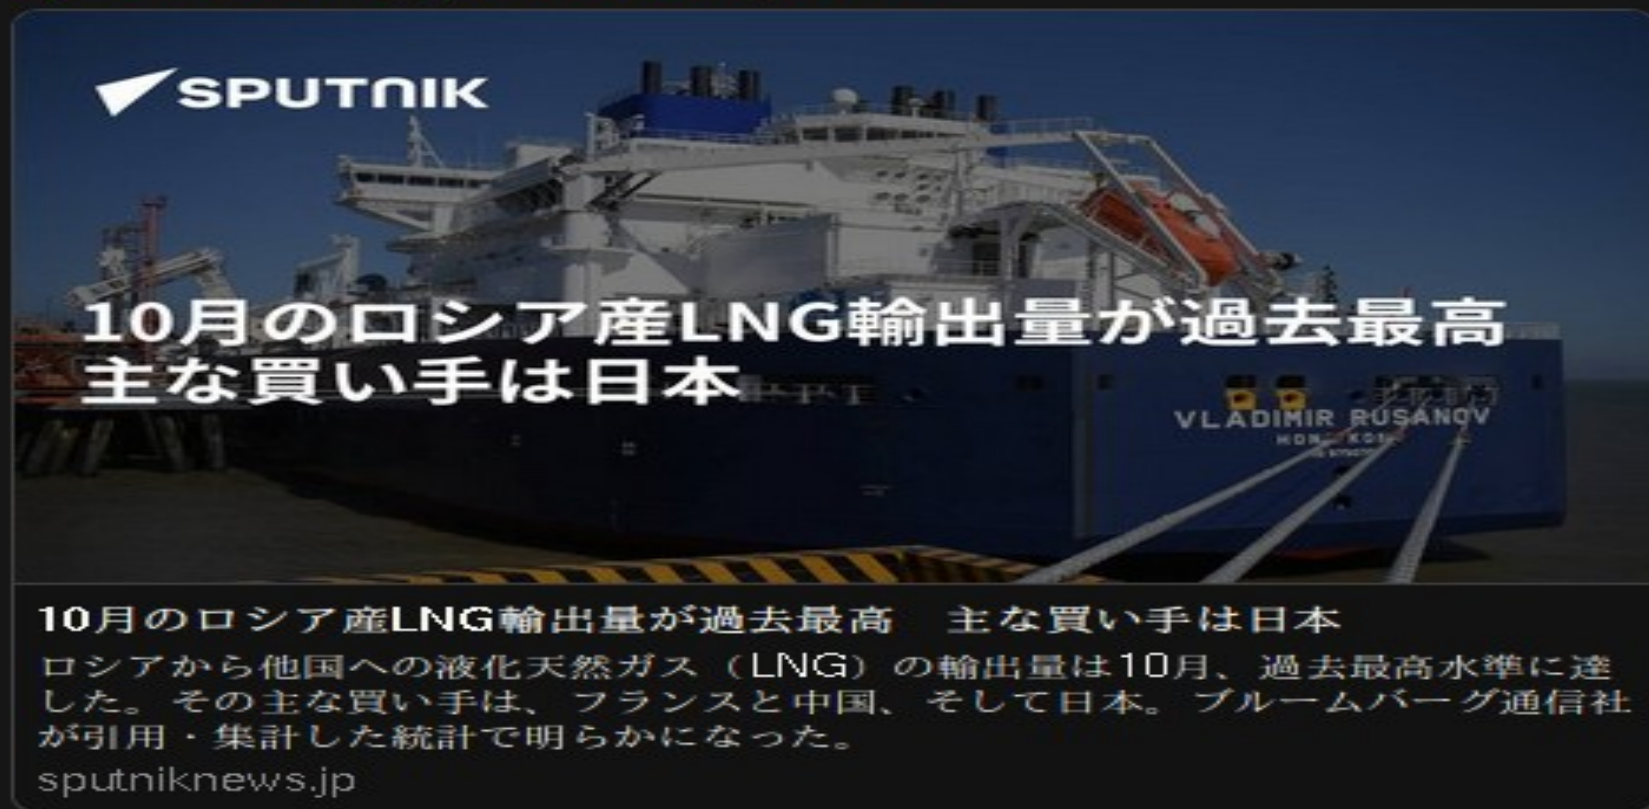 SPUTNIK
10月のロシア産LNG輸出量が過去最高
主な買い手は日本
VLADIMIR RUSANOV
HONG KONG
10月のロシア産LNG輸出量が過去最高　主な買い手は日本
ロシアから他国への液化天然ガス（LNG）の輸出量は10月、過去最高水準に達
した。その主な買い手は、フランスと中国、そして日本。ブルームバーグ通信社
が引用・集計した統計で明らかになった。
sputniknews.jp